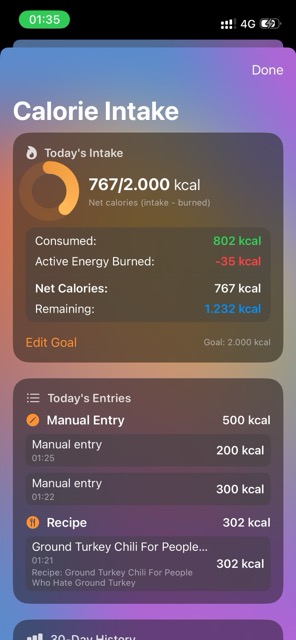 01:35
4G 62
Done
Calorie Intake
Today's Intake
767/2.000 kcal
Net calories (intake - burned)
Consumed: 802 kcal
Active Energy Burned: -35 kcal
Net Calories: 767 kcal
Remaining: 1.232 kcal
Edit Goal Goal: 2.000 kcal
Today's Entries
Manual Entry 500 kcal
Manual entry 200 kcal
01:25
Manual entry 300 kcal
01:22
Recipe 302 kcal
Ground Turkey Chili For People... 302 kcal
01:21
Recipe: Ground Turkey Chili For People
Who Hate Ground Turkey
30-Day History